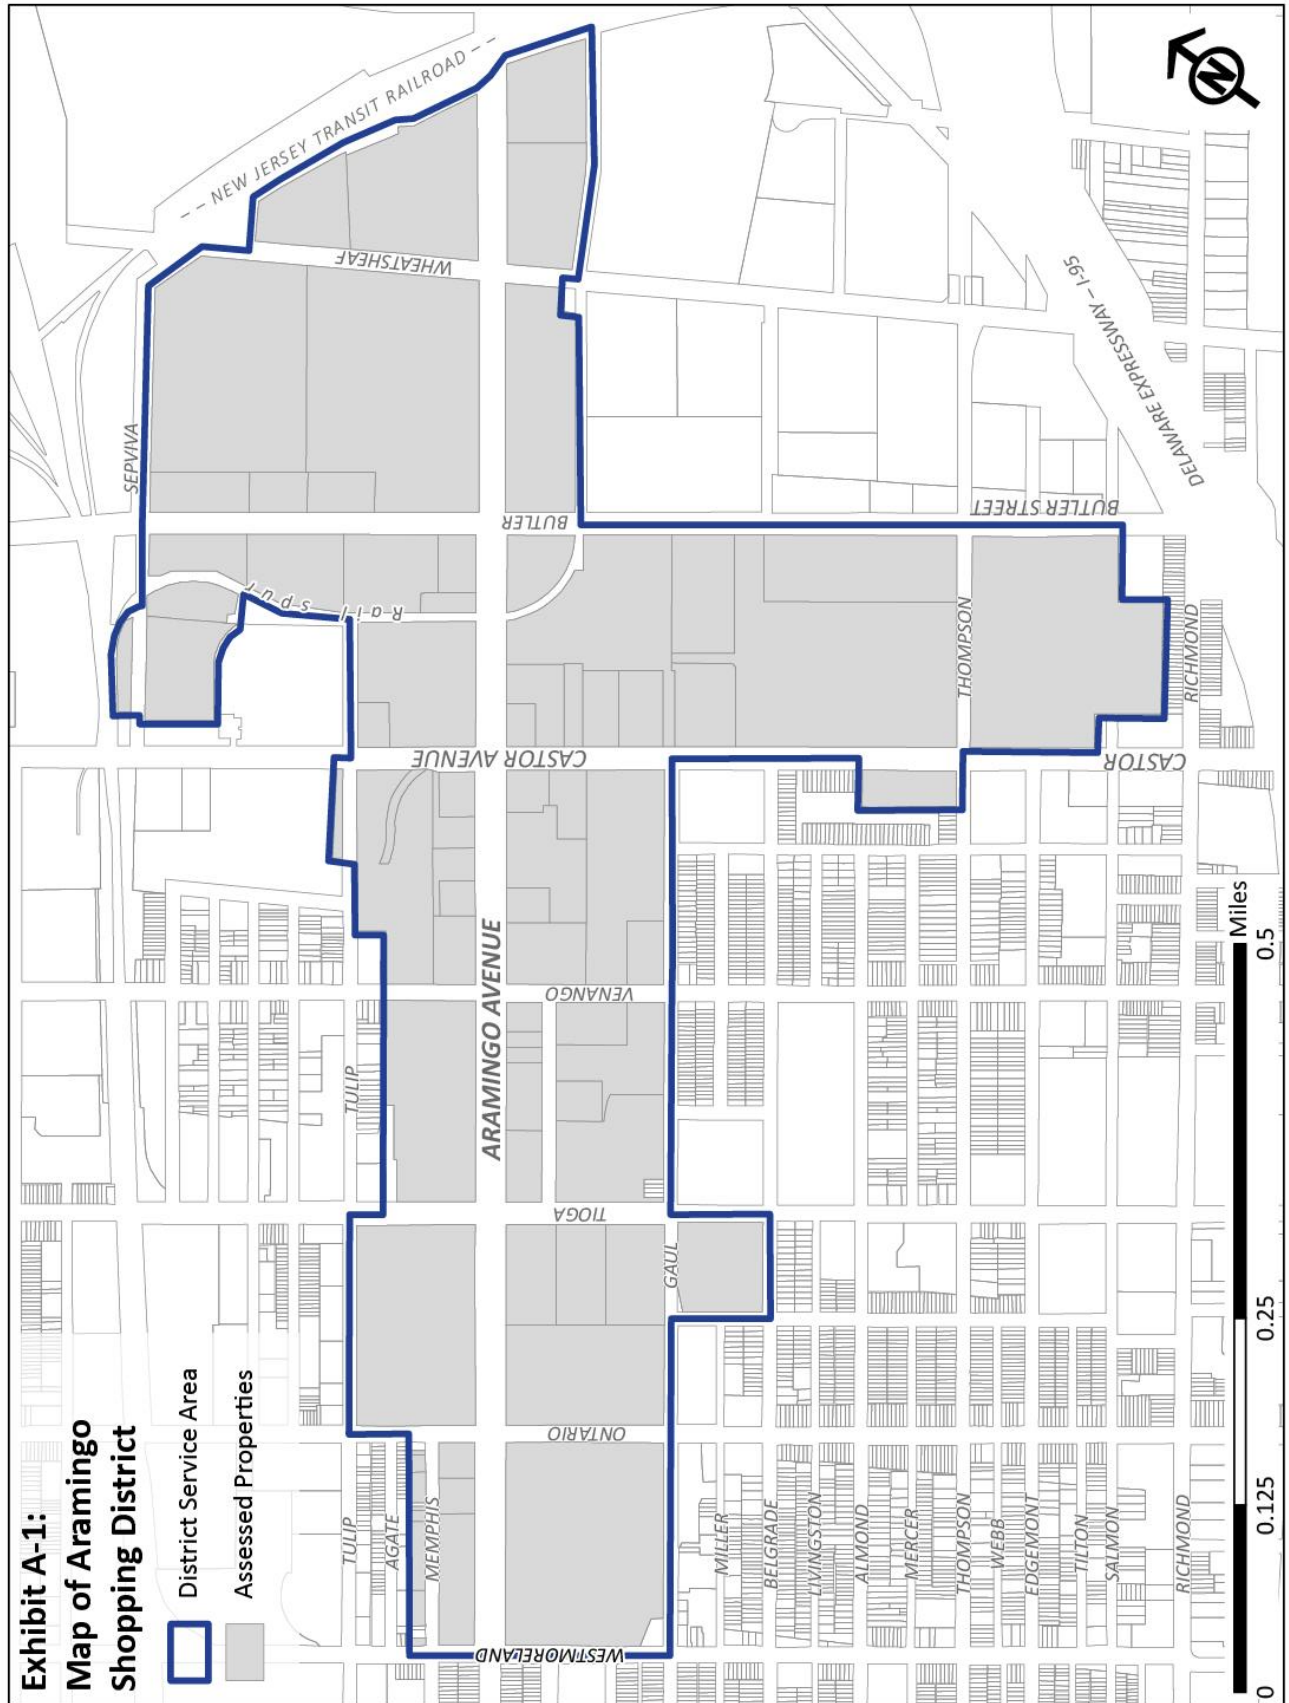 Exhibit A-1:
Map of Aramingo
Shopping District
District Service Area
Assessed Properties
-- NEW JERSEY TRANSIT RAILROAD --
SEPVIVA
WHEATSHEAF
BUTLER
BUTLER STREET
Rail spur
DELAWARE EXPRESSWAY – I-95
THOMPSON
RICHMOND
CASTOR AVENUE
CASTOR
ARAMINGO AVENUE
VENANGO
TULIP
TIOGA
GAUL
ONTARIO
TULIP
AGATE
MEMPHIS
WESTMORELAND
MILLER
BELGRADE
LIVINGSTON
ALMOND
MERCER
THOMPSON
WEBB
EDGEMONT
TILTON
SALMON
RICHMOND
N
0 0.125 0.25 0.5
Miles